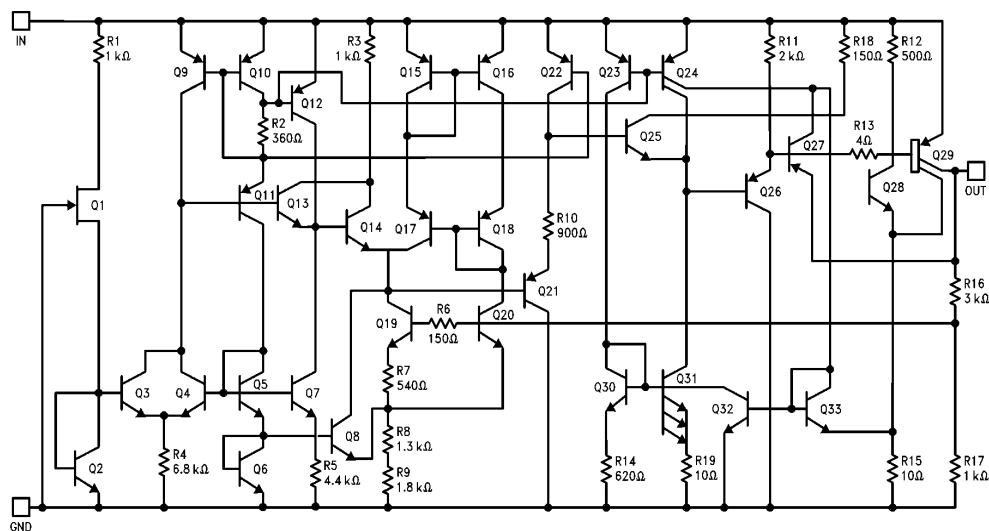 IN
R1
1 kΩ
Q9
Q10
Q12
R2
360Ω
R3
1 kΩ
Q15
Q16
Q22
Q23
Q24
R11
2 kΩ
R18
150Ω
R12
500Ω
Q25
Q27
R13
4Ω
Q29
OUT
Q1
Q11
Q13
Q14
Q17
Q18
R10
900Ω
Q26
Q28
Q21
R16
3 kΩ
Q19
R6
150Ω
Q20
Q3
Q4
Q5
Q7
R7
540Ω
Q30
Q31
Q32
Q33
Q8
R8
1.3 kΩ
Q2
R4
6.8 kΩ
Q6
R5
4.4 kΩ
R9
1.8 kΩ
R14
620Ω
R19
10Ω
R15
10Ω
R17
1 kΩ
GND